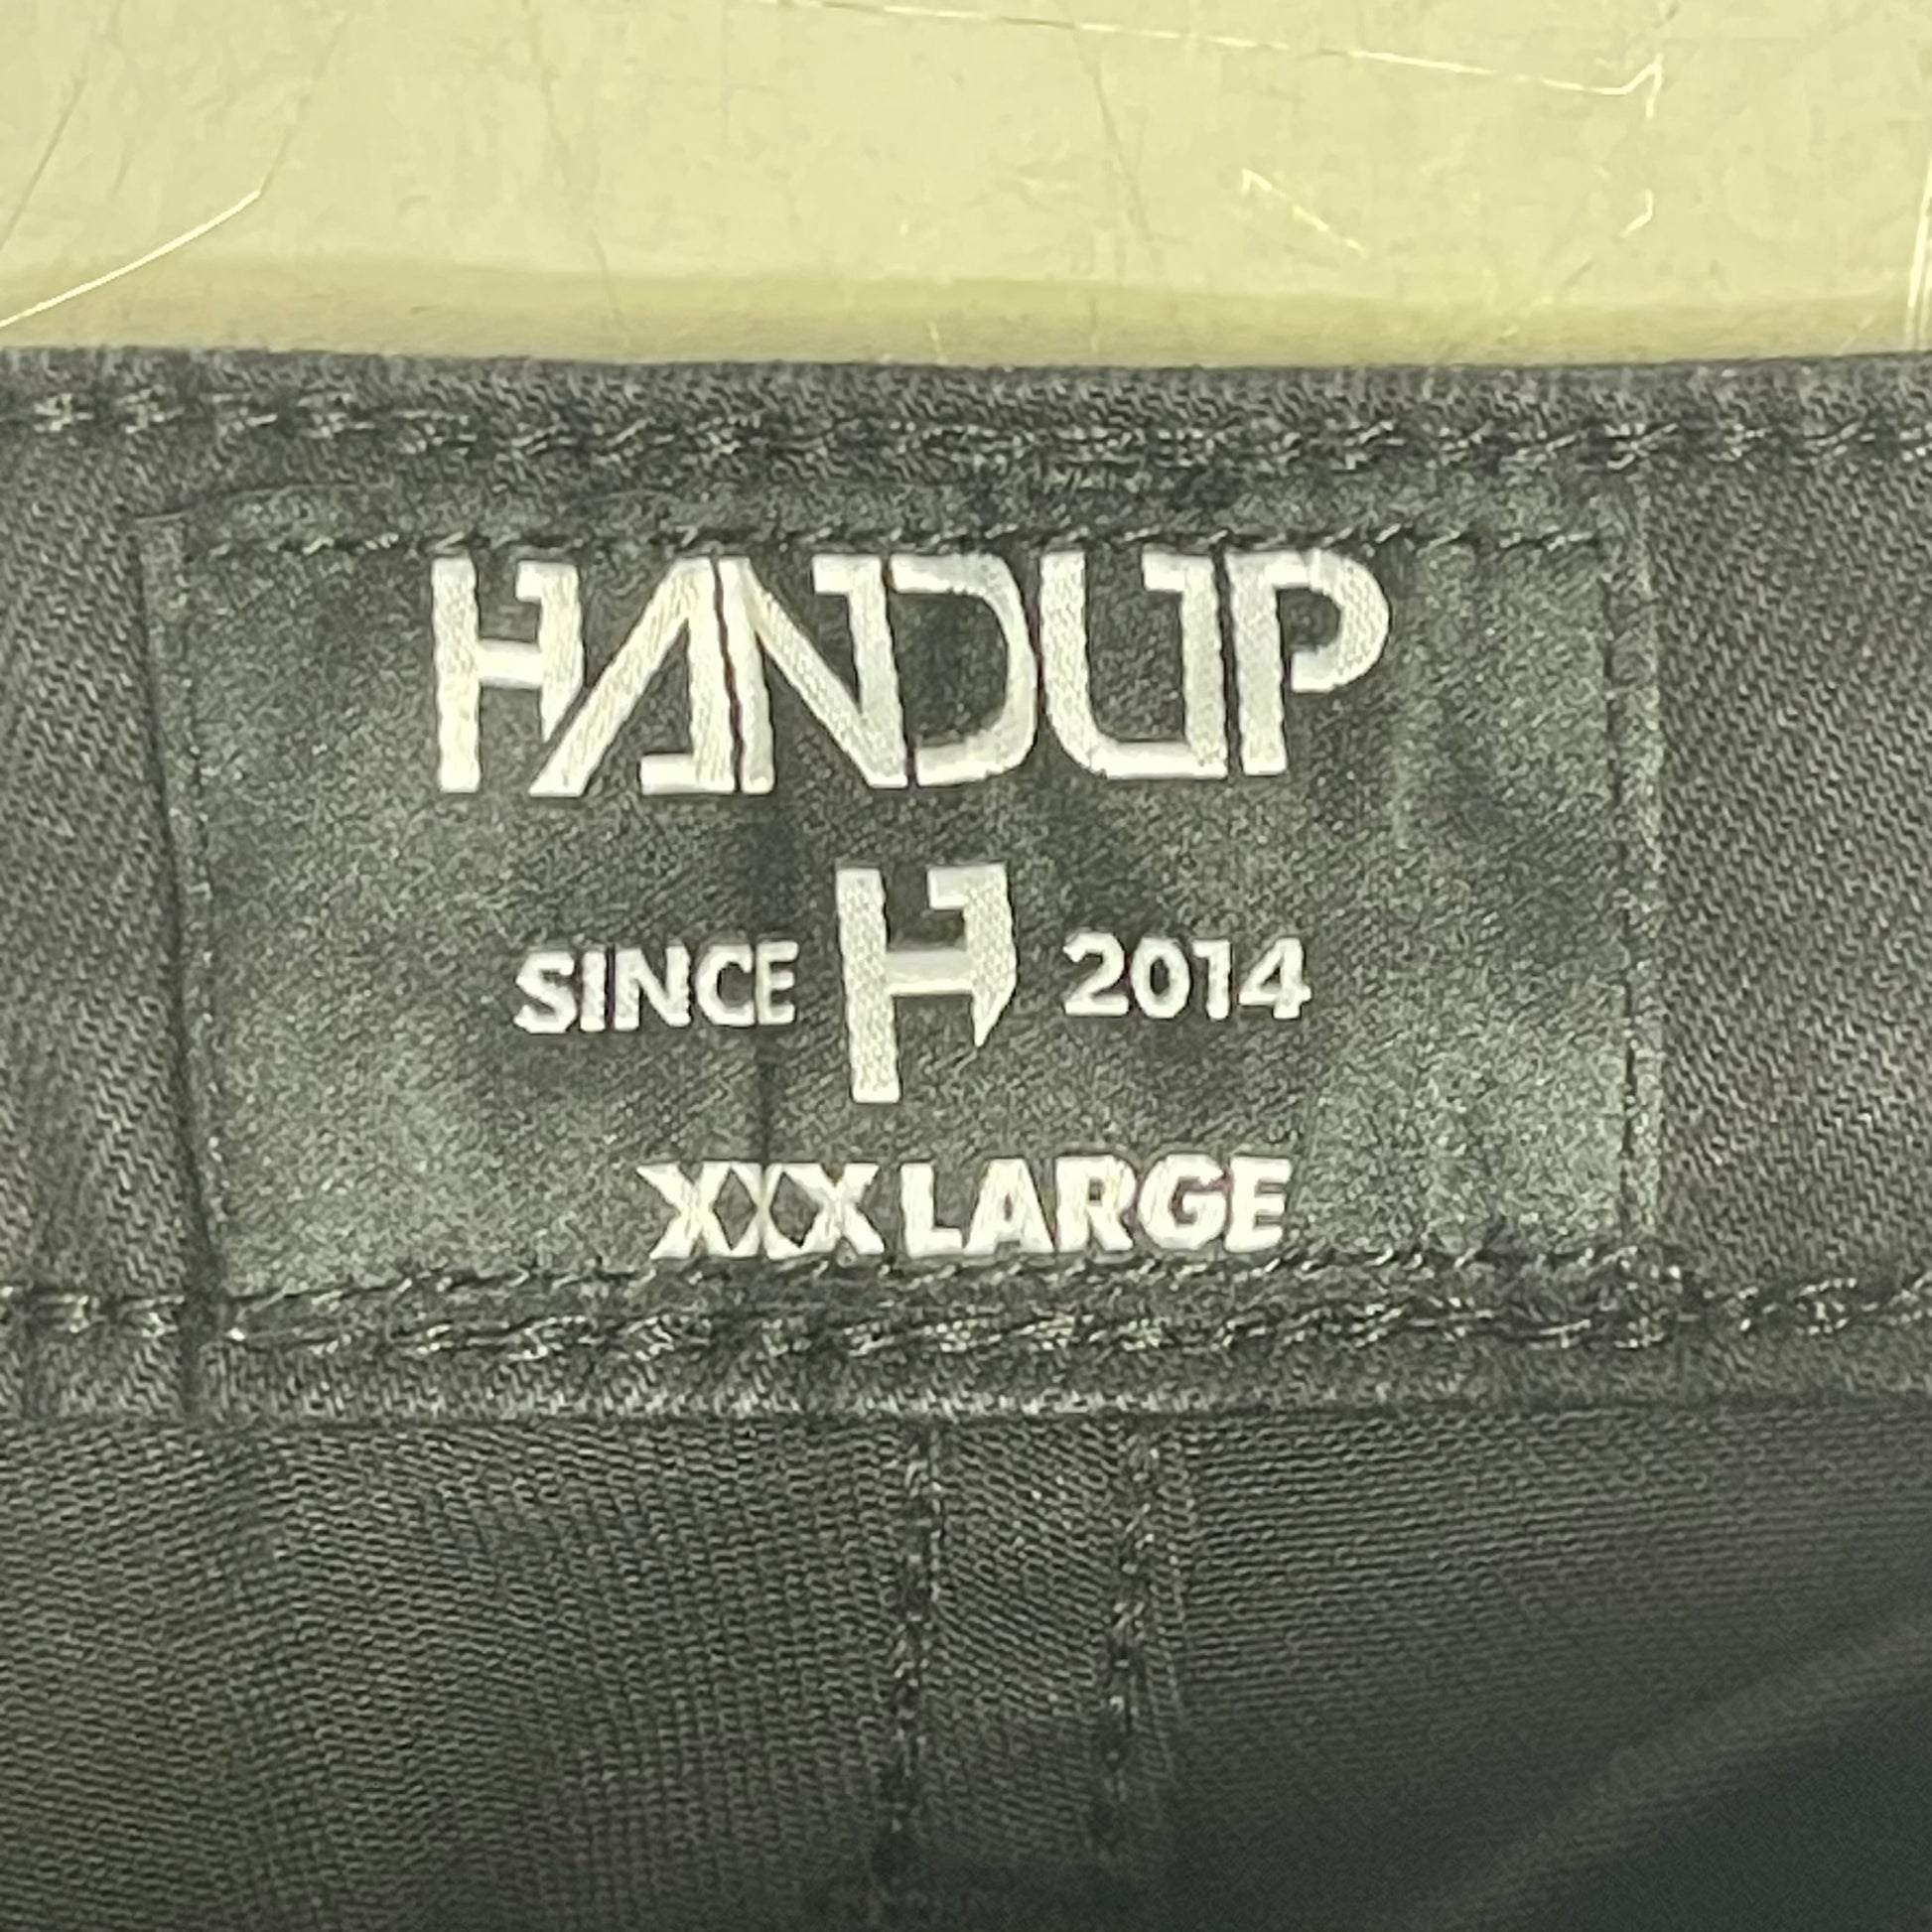 HANDUP
SINCE H 2014
XXX LARGE